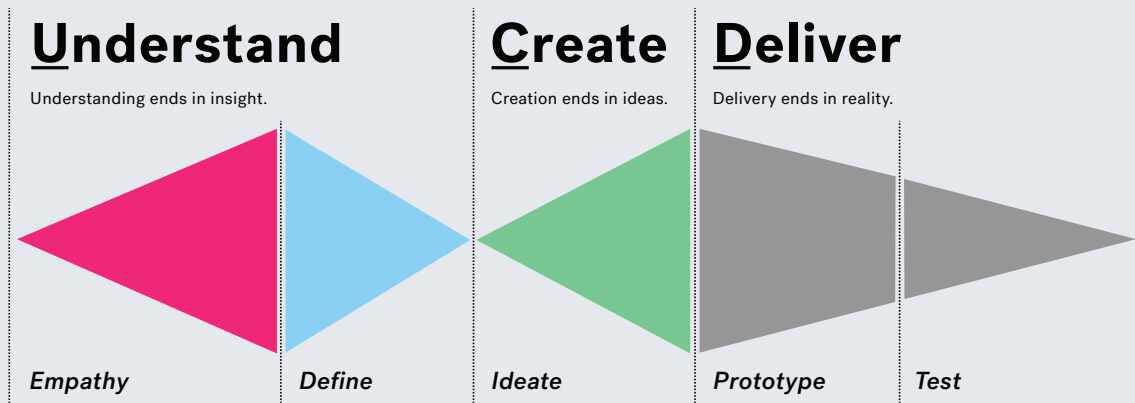 Understand
Understanding ends in insight.
Create
Creation ends in ideas.
Deliver
Delivery ends in reality.
Empathy
Define
Ideate
Prototype
Test